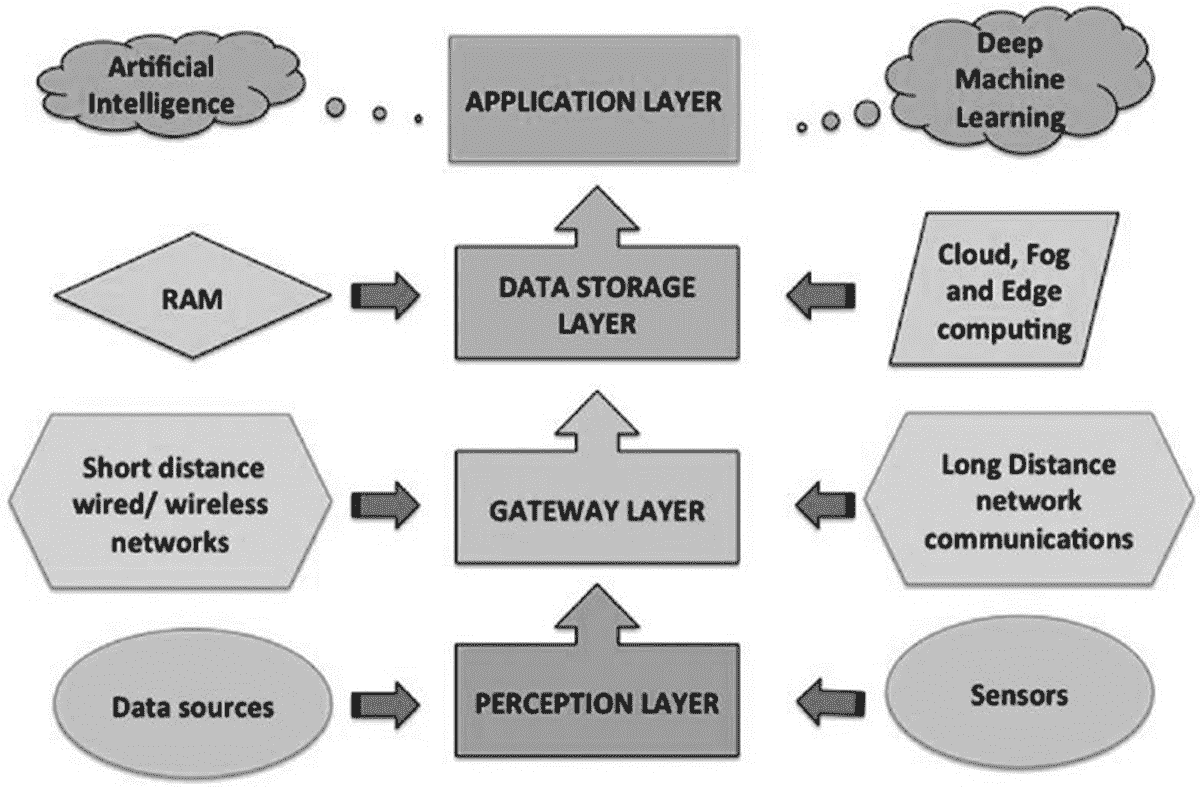 Artificial
Intelligence
APPLICATION LAYER
Deep
Machine
Learning
RAM
DATA STORAGE
LAYER
Cloud, Fog
and Edge
computing
Short distance
wired/ wireless
networks
GATEWAY LAYER
Long Distance
network
communications
Data sources
PERCEPTION LAYER
Sensors